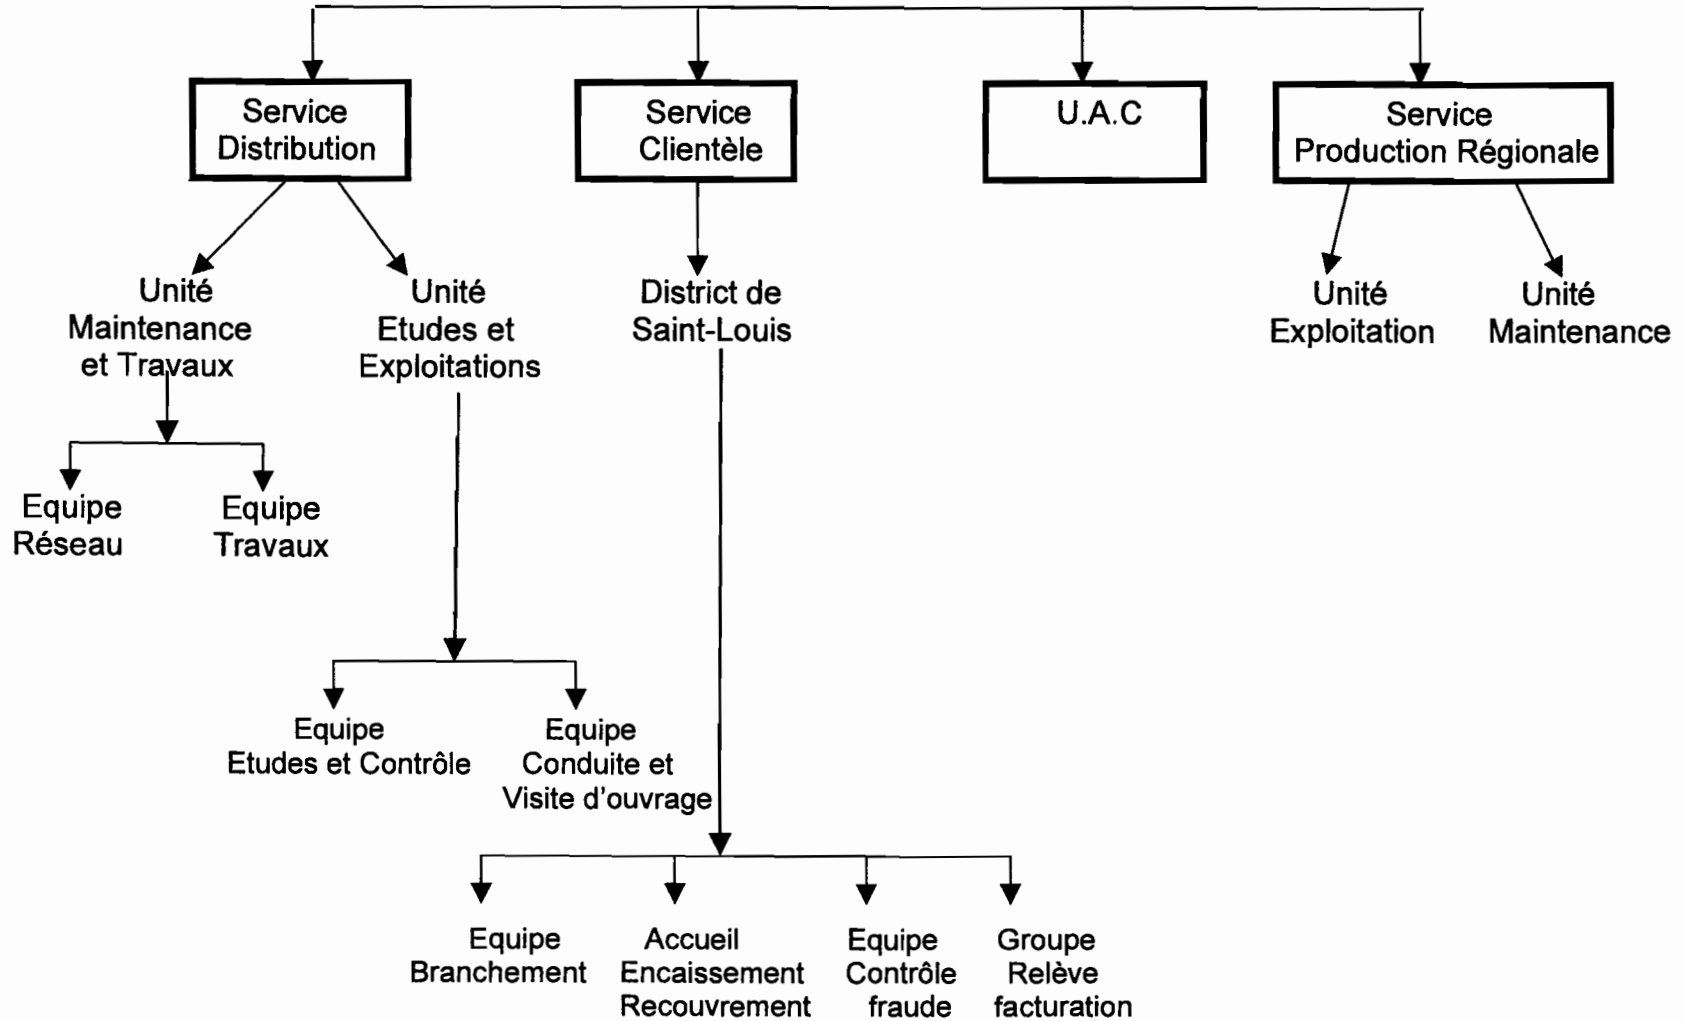 Service
Distribution
Service
Clientèle
U.A.C
Service
Production Régionale
Unité
Maintenance
et Travaux
Unité
Etudes et
Exploitations
District de
Saint-Louis
Unité
Exploitation
Unité
Maintenance
Equipe
Réseau
Equipe
Travaux
Equipe
Etudes et Contrôle
Equipe
Conduite et
Visite d'ouvrage
Equipe
Branchement
Accueil
Encaissement
Recouvrement
Equipe
Contrôle
fraude
Groupe
Relève
facturation